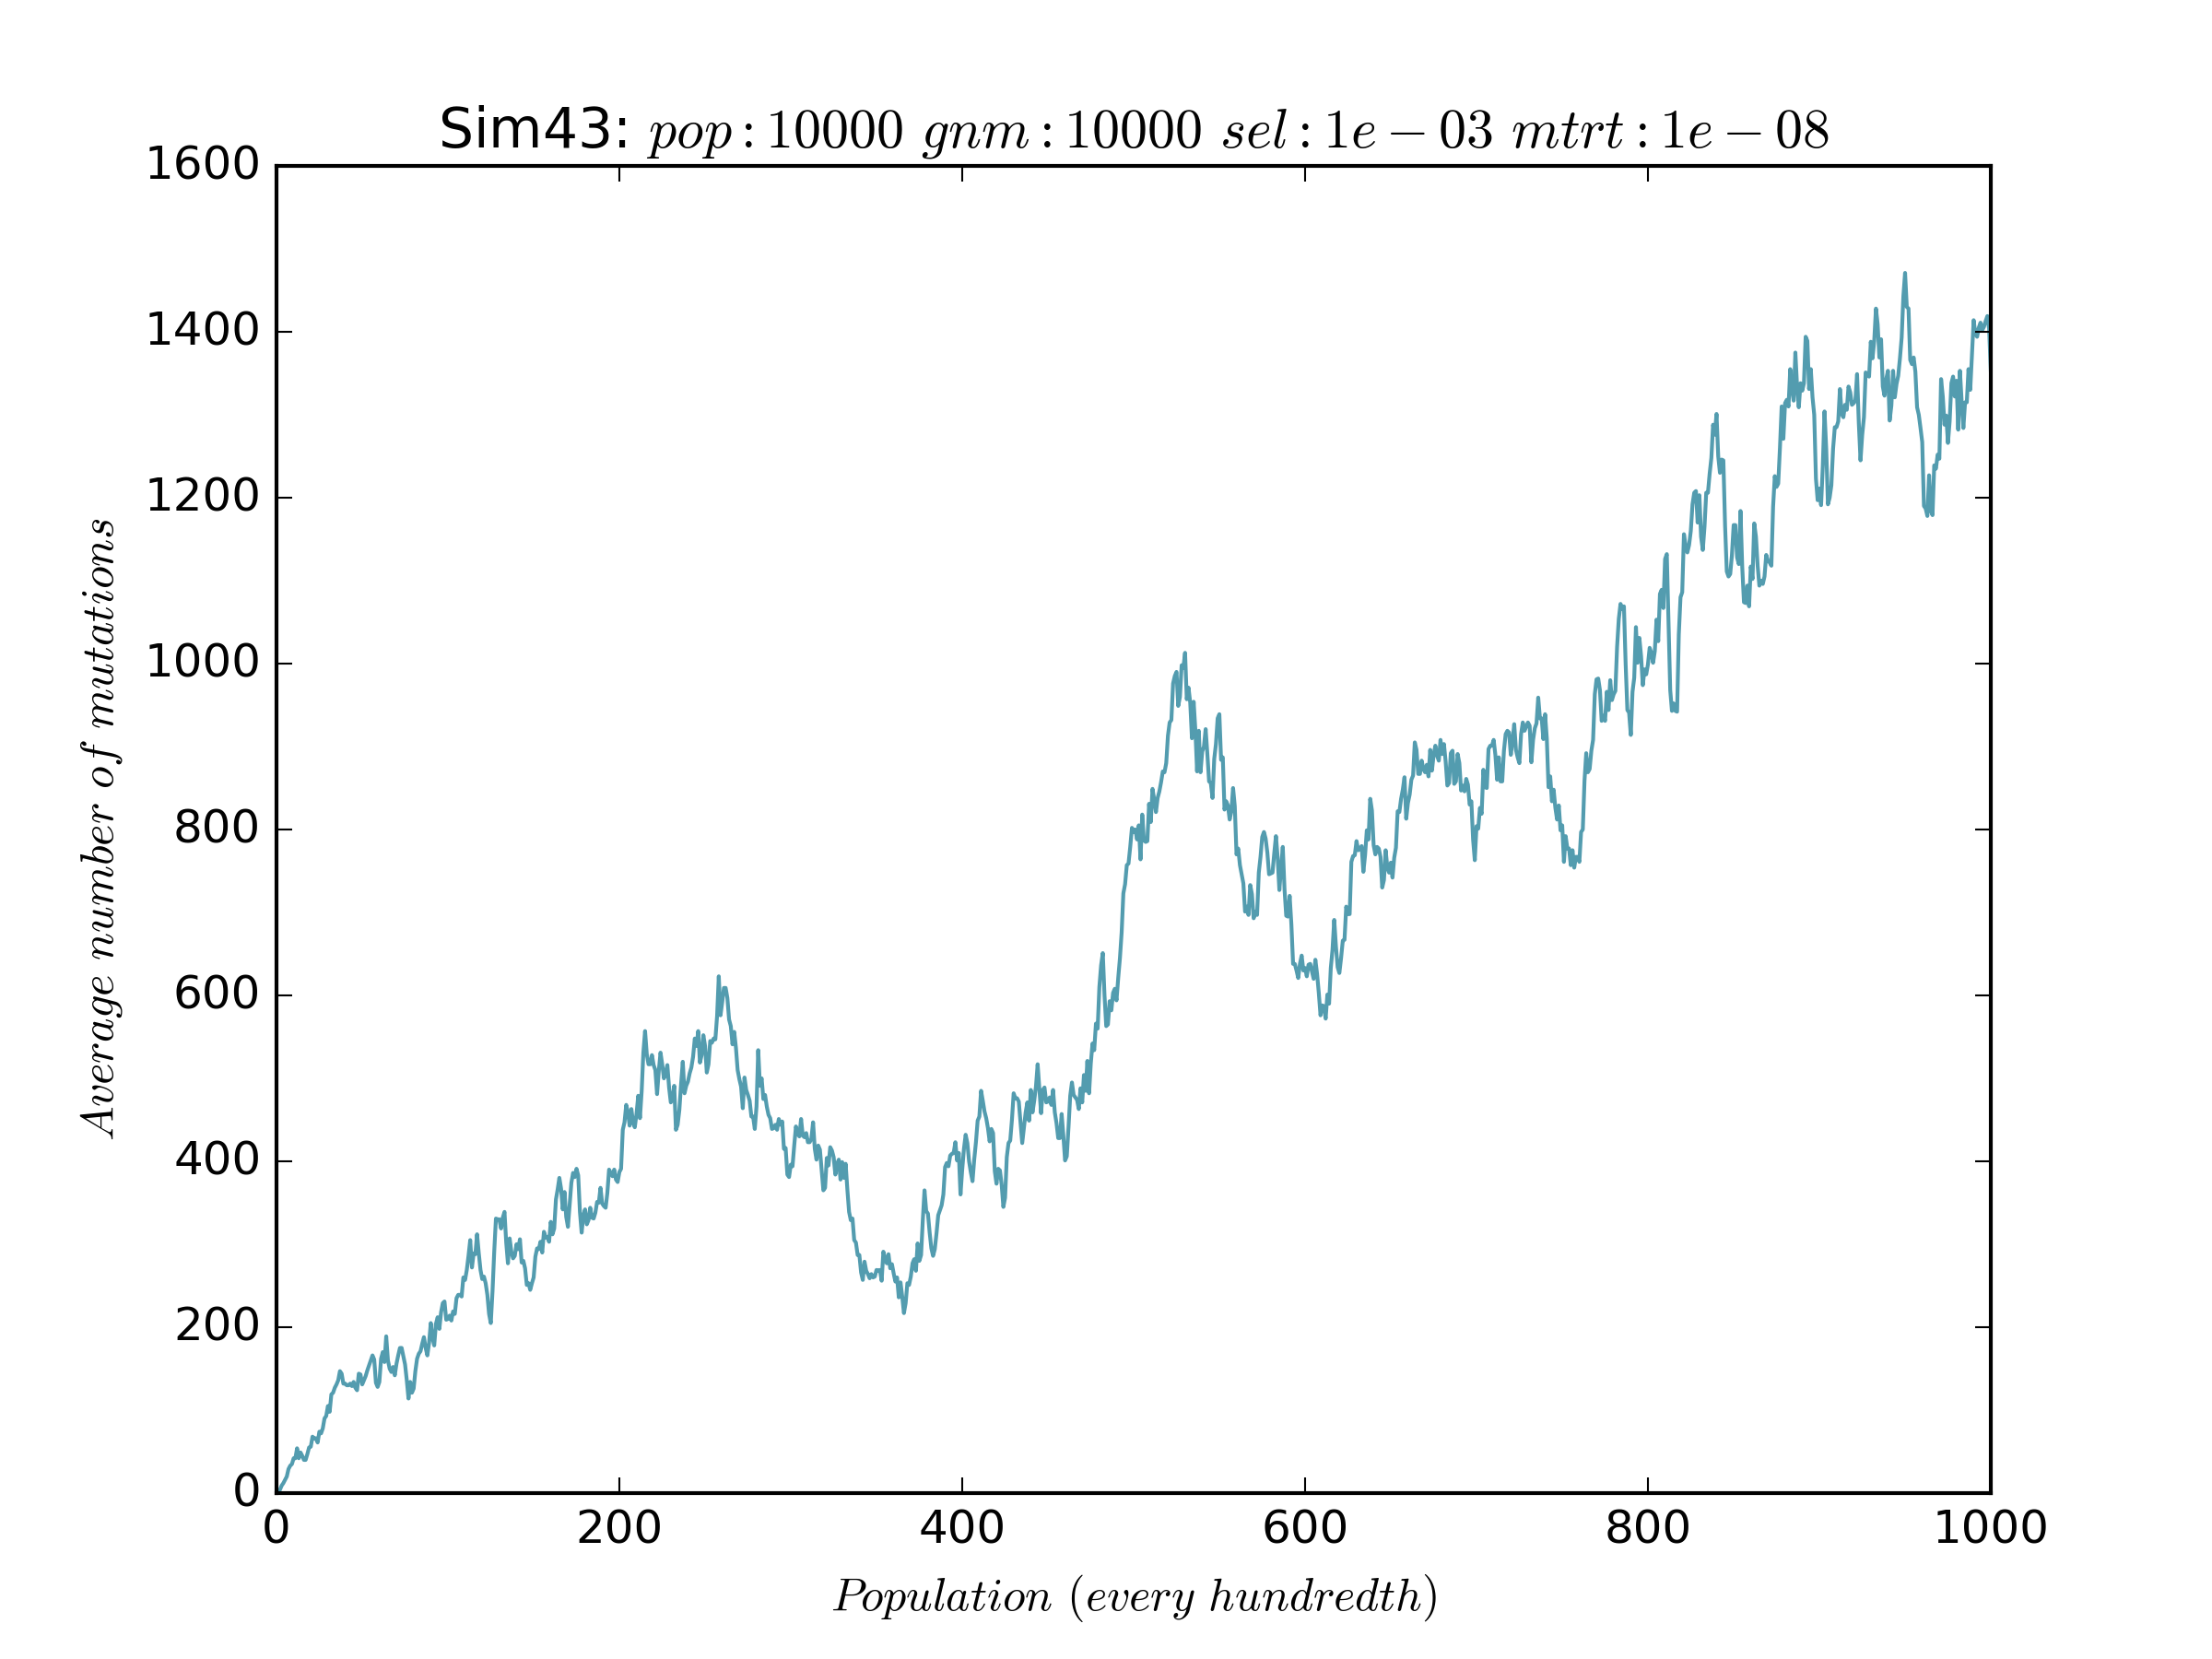 Sim43: pop : 10000 gnm : 10000 sel : 1e − 03 mtrt : 1e − 08
1600
1400
1200
1000
800
600
400
200
0
Average number of mutations
0 200 400 600 800 1000
Population (every hundredth)